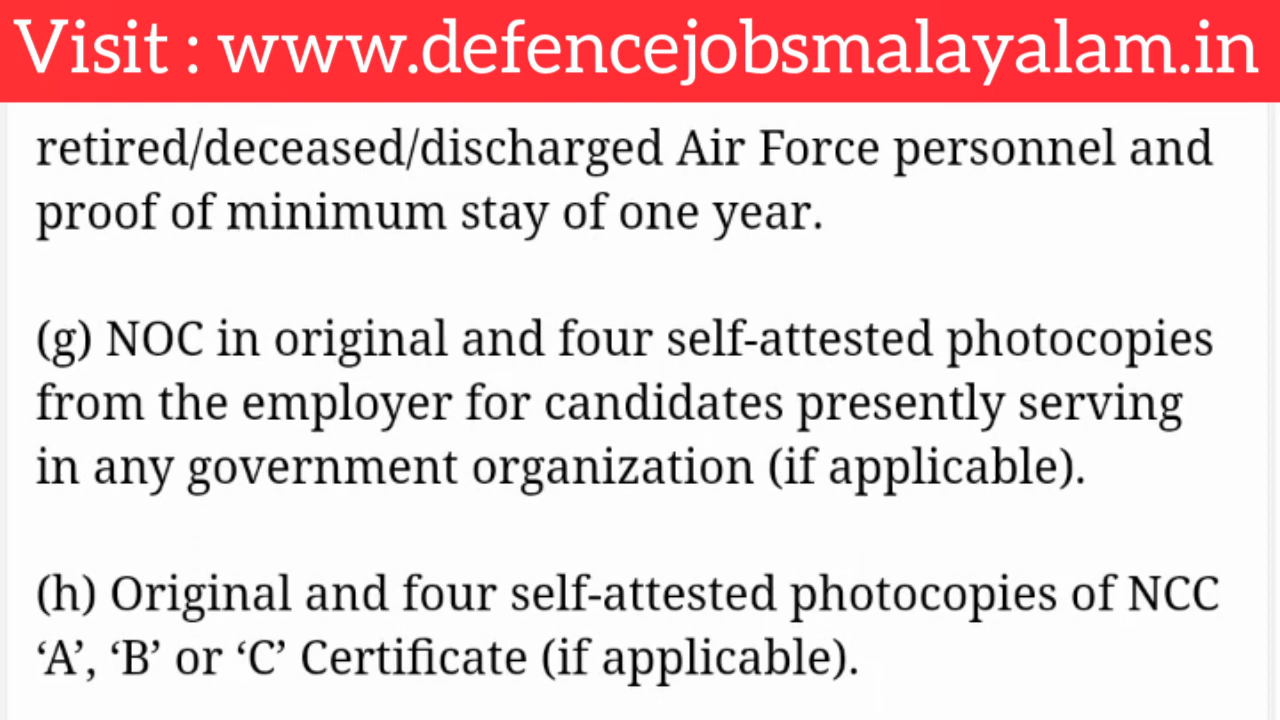 Visit : www.defencejobsmalayalam.in
retired/deceased/discharged Air Force personnel and
proof of minimum stay of one year.
(g) NOC in original and four self-attested photocopies
from the employer for candidates presently serving
in any government organization (if applicable).
(h) Original and four self-attested photocopies of NCC
‘A’, ‘B’ or ‘C’ Certificate (if applicable).